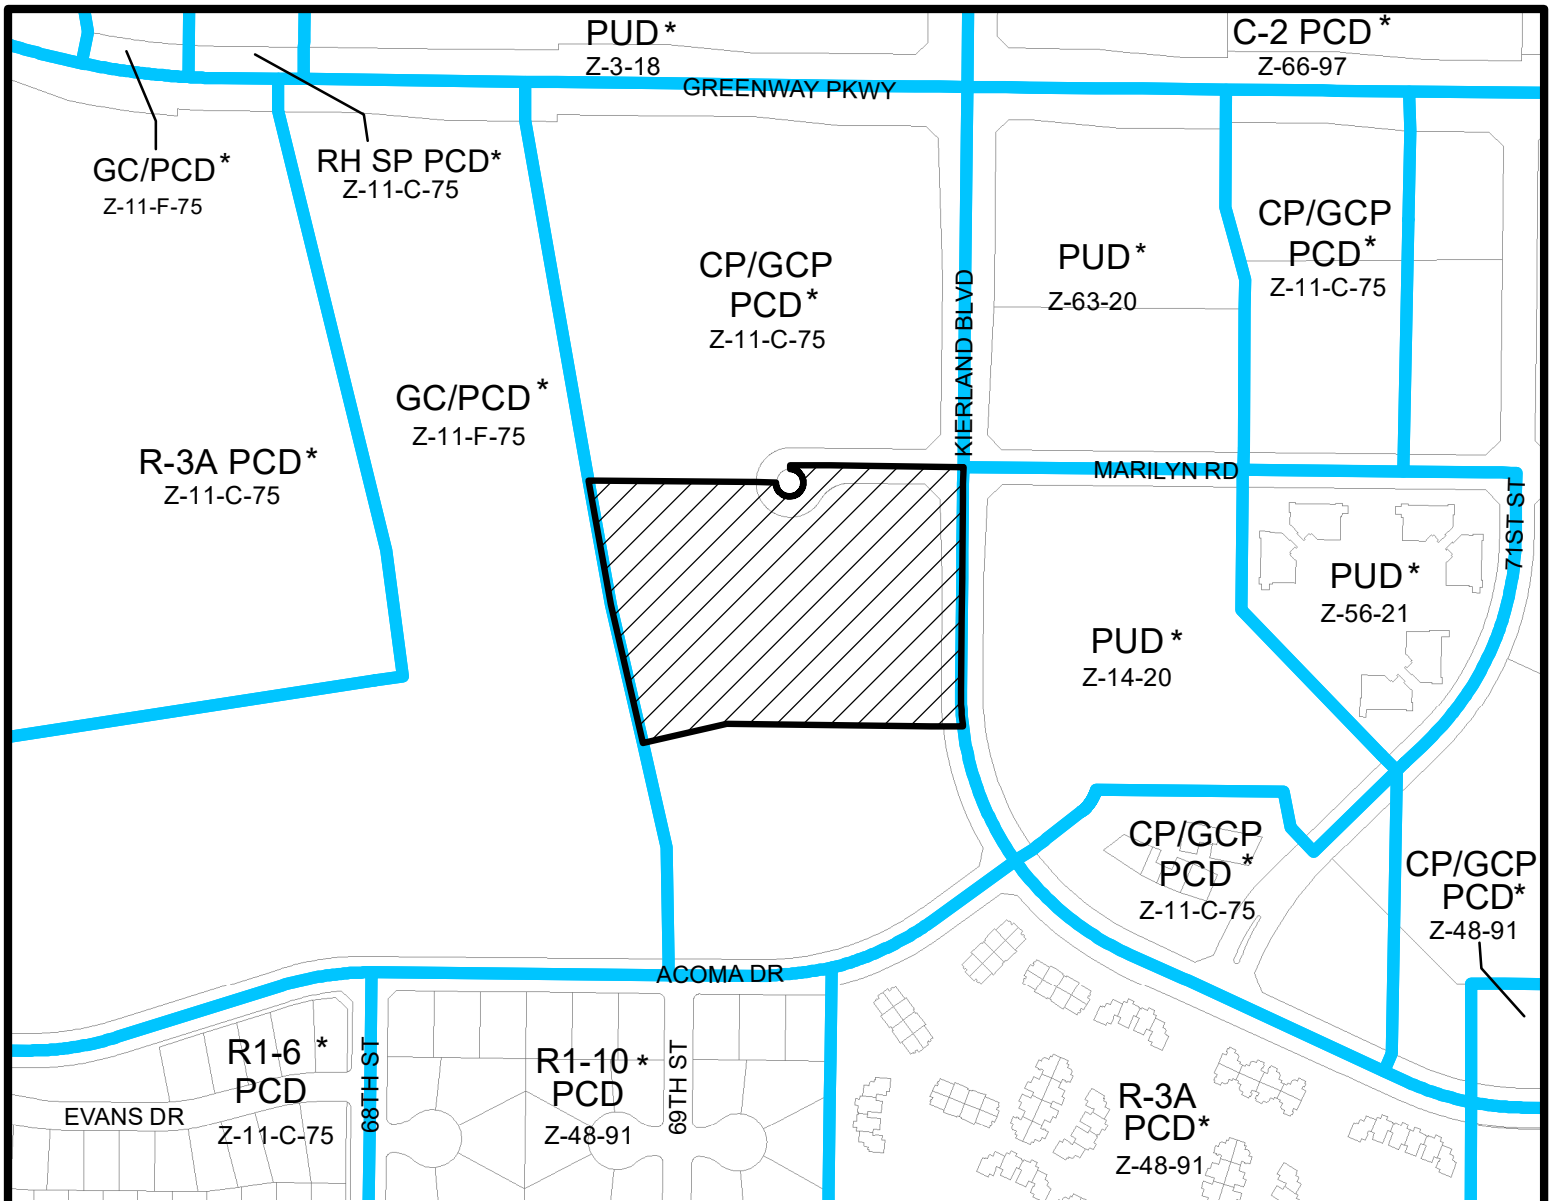 PUD*
Z-3-18
C-2 PCD*
Z-66-97
GREENWAY PKWY
GC/PCD*
Z-11-F-75
RH SP PCD*
Z-11-C-75
CP/GCP
PCD*
Z-11-C-75
KIERLAND BLVD
PUD*
Z-63-20
CP/GCP
PCD*
Z-11-C-75
GC/PCD*
Z-11-F-75
R-3A PCD*
Z-11-C-75
MARILYN RD
71ST ST
PUD*
Z-56-21
PUD*
Z-14-20
CP/GCP
PCD*
Z-11-C-75
CP/GCP
PCD*
Z-48-91
ACOMA DR
R1-6 *
PCD
Z-11-C-75
68TH ST
R1-10 *
PCD
Z-48-91
69TH ST
EVANS DR
R-3A
PCD*
Z-48-91